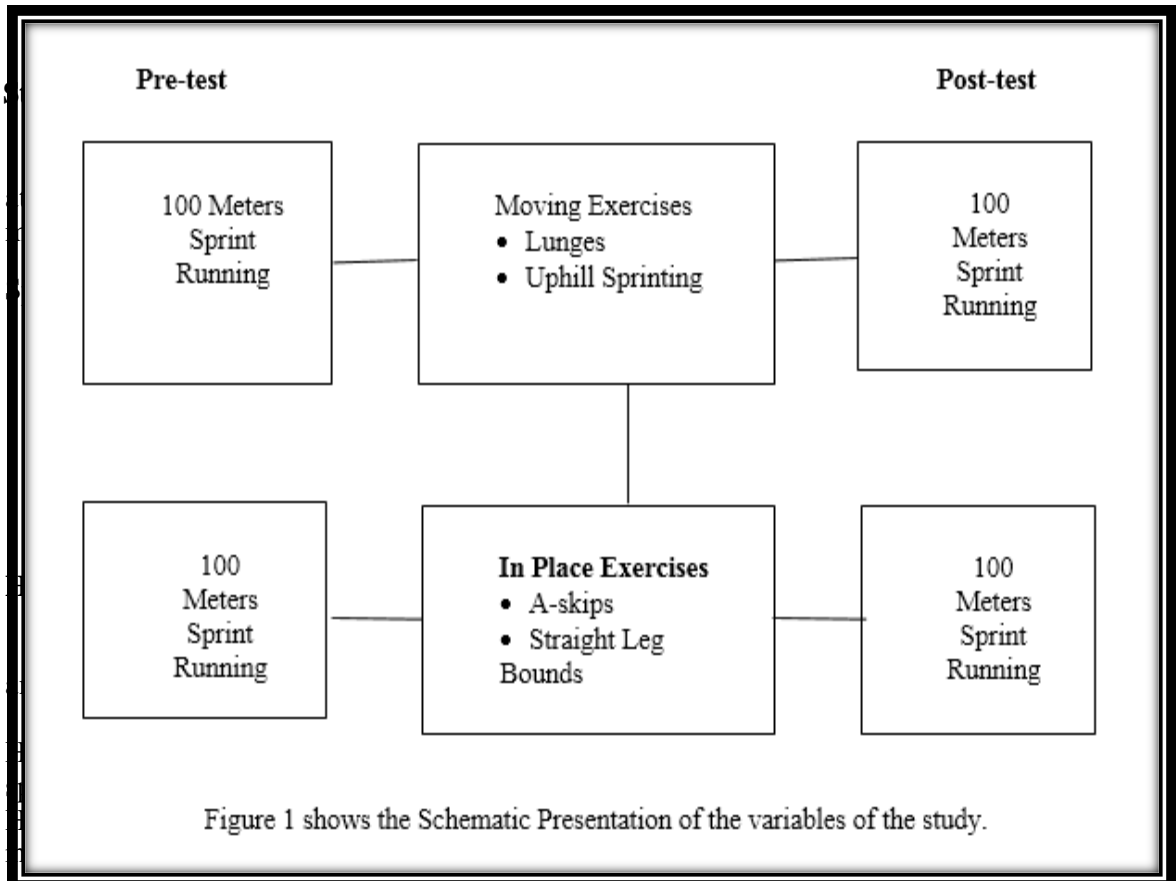 Pre-test
Post-test
100 Meters
Sprint
Running
Moving Exercises
• Lunges
• Uphill Sprinting
100
Meters
Sprint
Running
100
Meters
Sprint
Running
In Place Exercises
• A-skips
• Straight Leg
Bounds
100
Meters
Sprint
Running
Figure 1 shows the Schematic Presentation of the variables of the study.